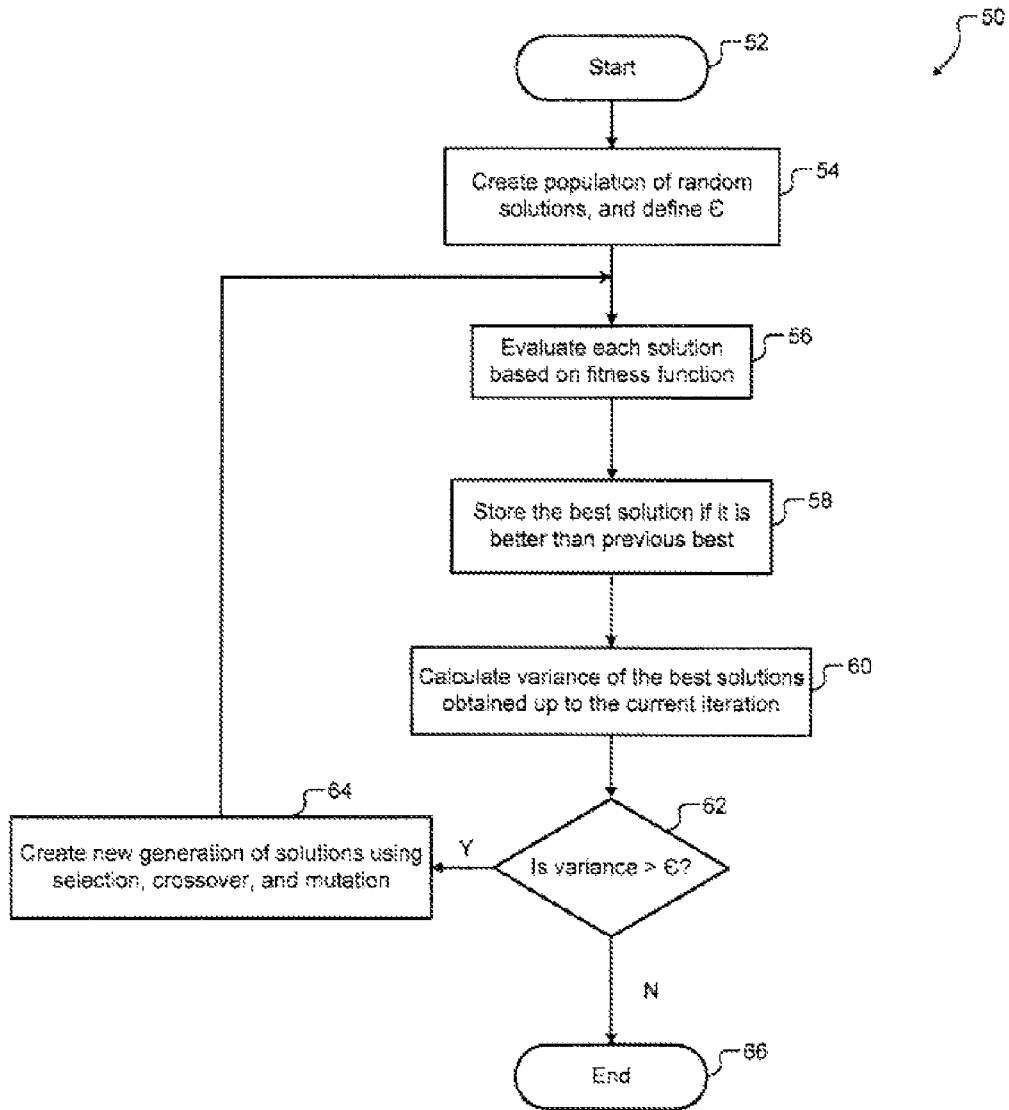 50
52
Start
54
Create population of random
solutions, and define Є
56
Evaluate each solution
based on fitness function
58
Store the best solution if it is
better than previous best
60
Calculate variance of the best solutions
obtained up to the current iteration
62
Is variance > Є?
Y
64
Create new generation of solutions using
selection, crossover, and mutation
N
66
End